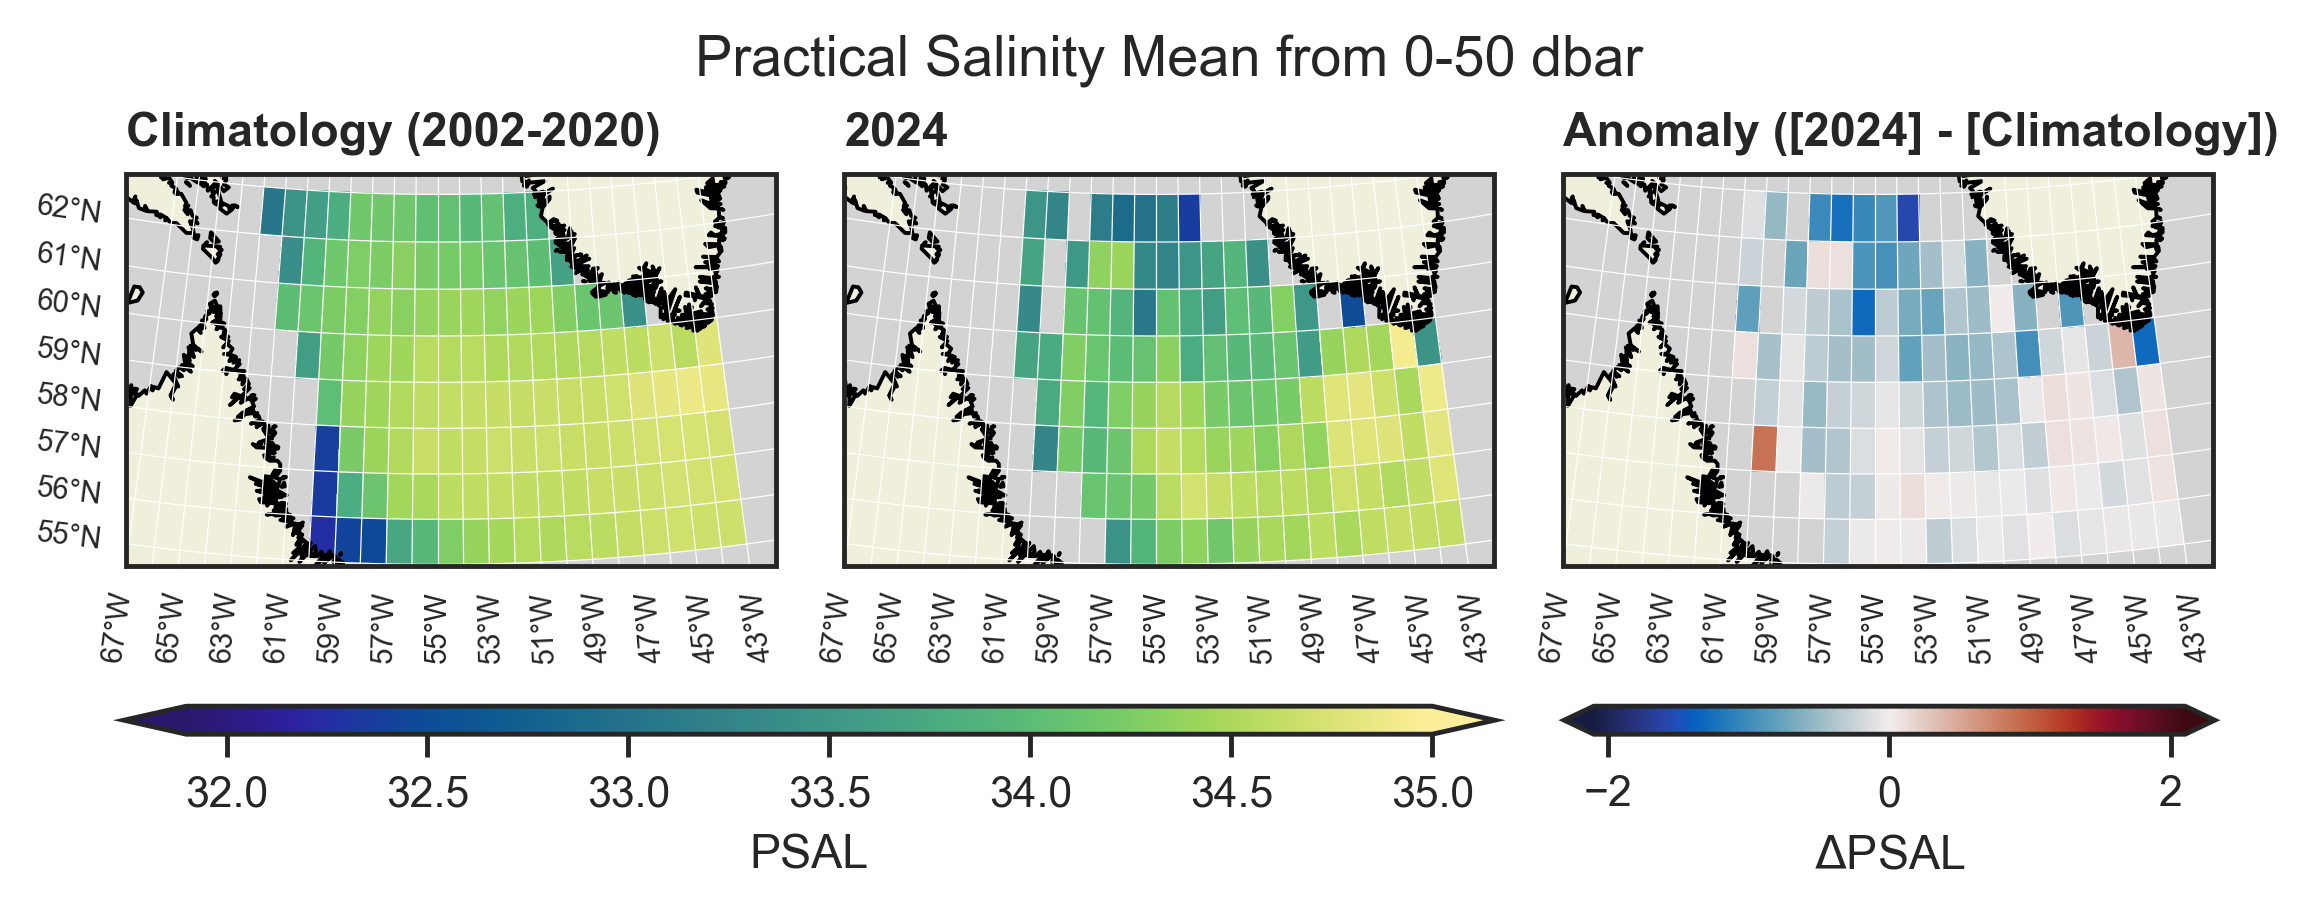 Practical Salinity Mean from 0-50 dbar
Climatology (2002-2020)
2024
Anomaly ([2024] - [Climatology])
62°N
61°N
60°N
59°N
58°N
57°N
56°N
55°N
67°W 65°W 63°W 61°W 59°W 57°W 55°W 53°W 51°W 49°W 47°W 45°W 43°W
67°W 65°W 63°W 61°W 59°W 57°W 55°W 53°W 51°W 49°W 47°W 45°W 43°W
67°W 65°W 63°W 61°W 59°W 57°W 55°W 53°W 51°W 49°W 47°W 45°W 43°W
32.0 32.5 33.0 33.5 34.0 34.5 35.0
PSAL
−2 0 2
ΔPSAL